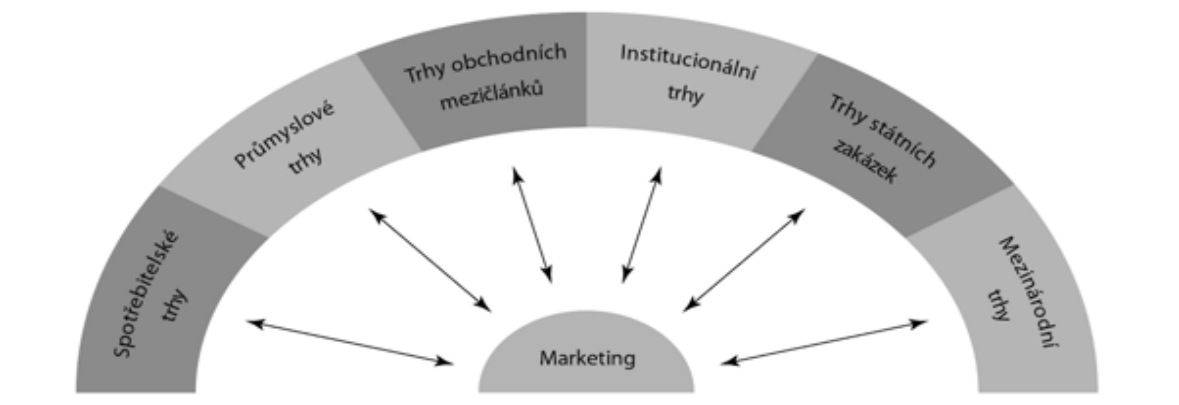 Spotřebitelské
trhy
Průmyslové
trhy
Trhy obchodních
mezičlánků
Institucionální
trhy
Trhy státních
zakázek
Mezinárodní
trhy
Marketing